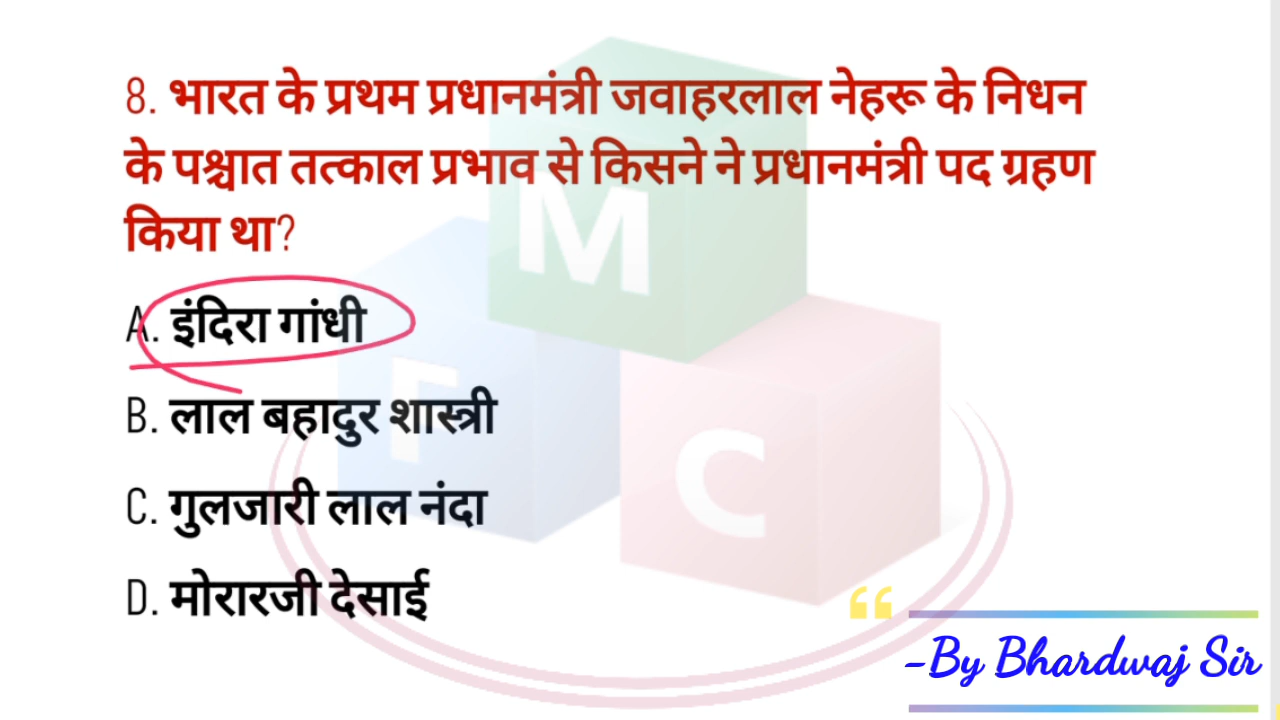 8. भारत के प्रथम प्रधानमंत्री जवाहरलाल नेहरू के निधन
के पश्चात तत्काल प्रभाव से किसने ने प्रधानमंत्री पद ग्रहण
किया था?
A. इंदिरा गांधी
B. लाल बहादुर शास्त्री
C. गुलजारी लाल नंदा
D. मोरारजी देसाई
M
C
“
-By Bhardwaj Sir